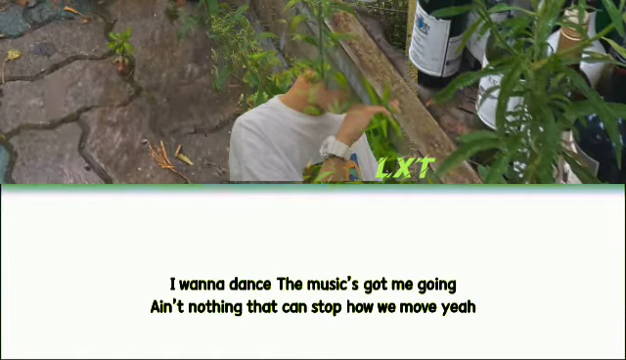 LXT
I wanna dance The music's got me going
Ain't nothing that can stop how we move yeah